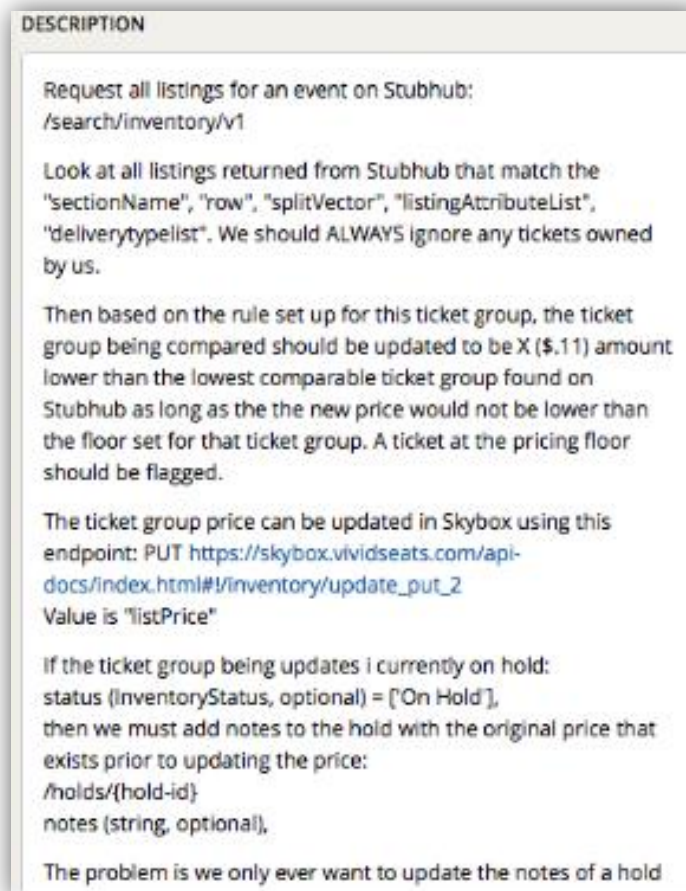 DESCRIPTION
Request all listings for an event on Stubhub:
/search/inventory/v1
Look at all listings returned from Stubhub that match the
"sectionName", "row", "splitVector", "listingAttributeList",
"deliverytypelist". We should ALWAYS ignore any tickets owned
by us.
Then based on the rule set up for this ticket group, the ticket
group being compared should be updated to be X ($.11) amount
lower than the lowest comparable ticket group found on
Stubhub as long as the the new price would not be lower than
the floor set for that ticket group. A ticket at the pricing floor
should be flagged.
The ticket group price can be updated in Skybox using this
endpoint: PUT https://skybox.vividseats.com/api-
docs/index.html#!/inventory/update_put_2
Value is "listPrice"
If the ticket group being updates i currently on hold:
status (InventoryStatus, optional) = ['On Hold'],
then we must add notes to the hold with the original price that
exists prior to updating the price:
/holds/{hold-id}
notes (string, optional),
The problem is we only ever want to update the notes of a hold